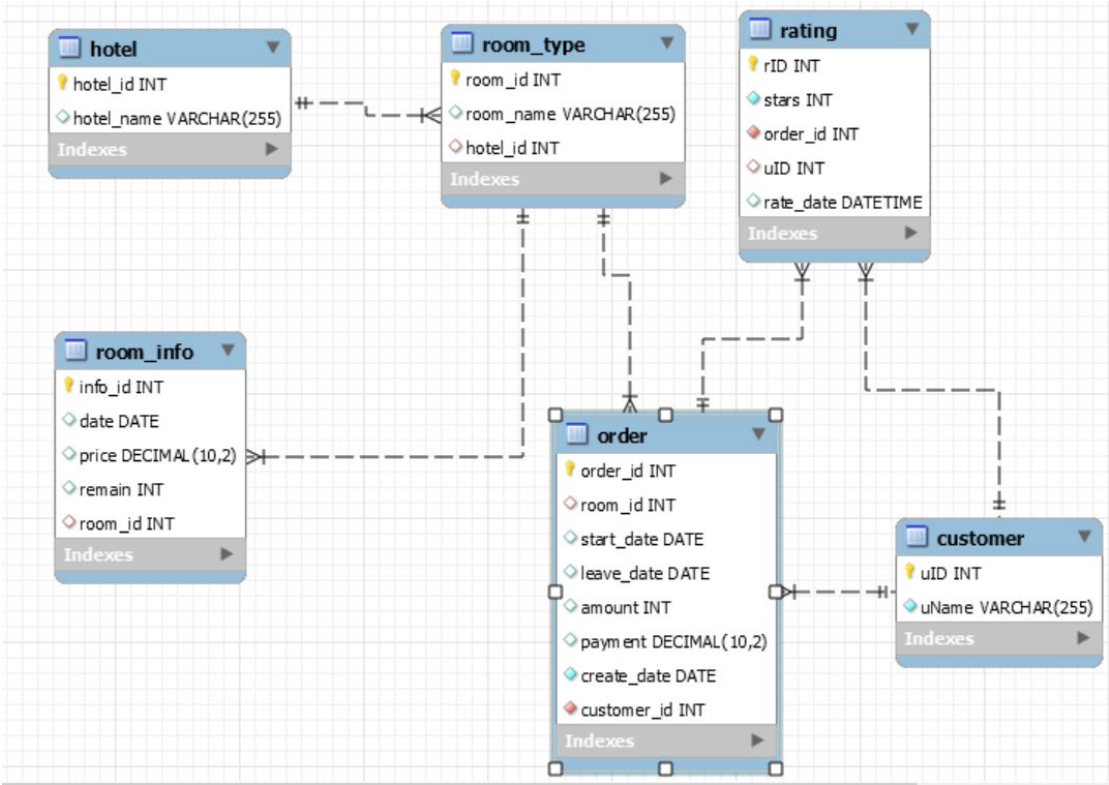 hotel
hotel_id INT
hotel_name VARCHAR(255)
Indexes
room_type
room_id INT
room_name VARCHAR(255)
hotel_id INT
Indexes
rating
rID INT
stars INT
order_id INT
uID INT
rate_date DATETIME
Indexes
room_info
info_id INT
date DATE
price DECIMAL(10,2)
remain INT
room_id INT
Indexes
order
order_id INT
room_id INT
start_date DATE
leave_date DATE
amount INT
payment DECIMAL(10,2)
create_date DATE
customer_id INT
Indexes
customer
uID INT
uName VARCHAR(255)
Indexes